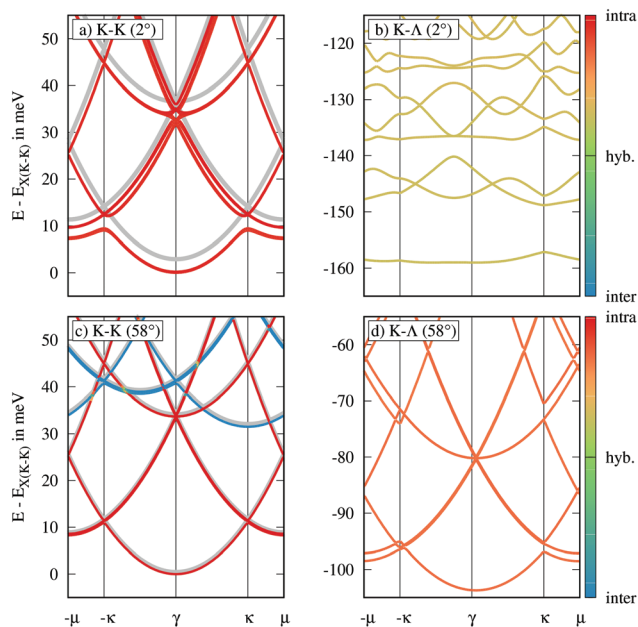 a) K-K (2°)
b) K-Λ (2°)
E - E_X(K-K) in meV
50
40
30
20
10
0
-120
-130
-140
-150
-160
intra
hyb.
inter
c) K-K (58°)
d) K-Λ (58°)
E - E_X(K-K) in meV
50
40
30
20
10
0
-60
-70
-80
-90
-100
intra
hyb.
inter
-μ -κ γ κ μ
-μ -κ γ κ μ